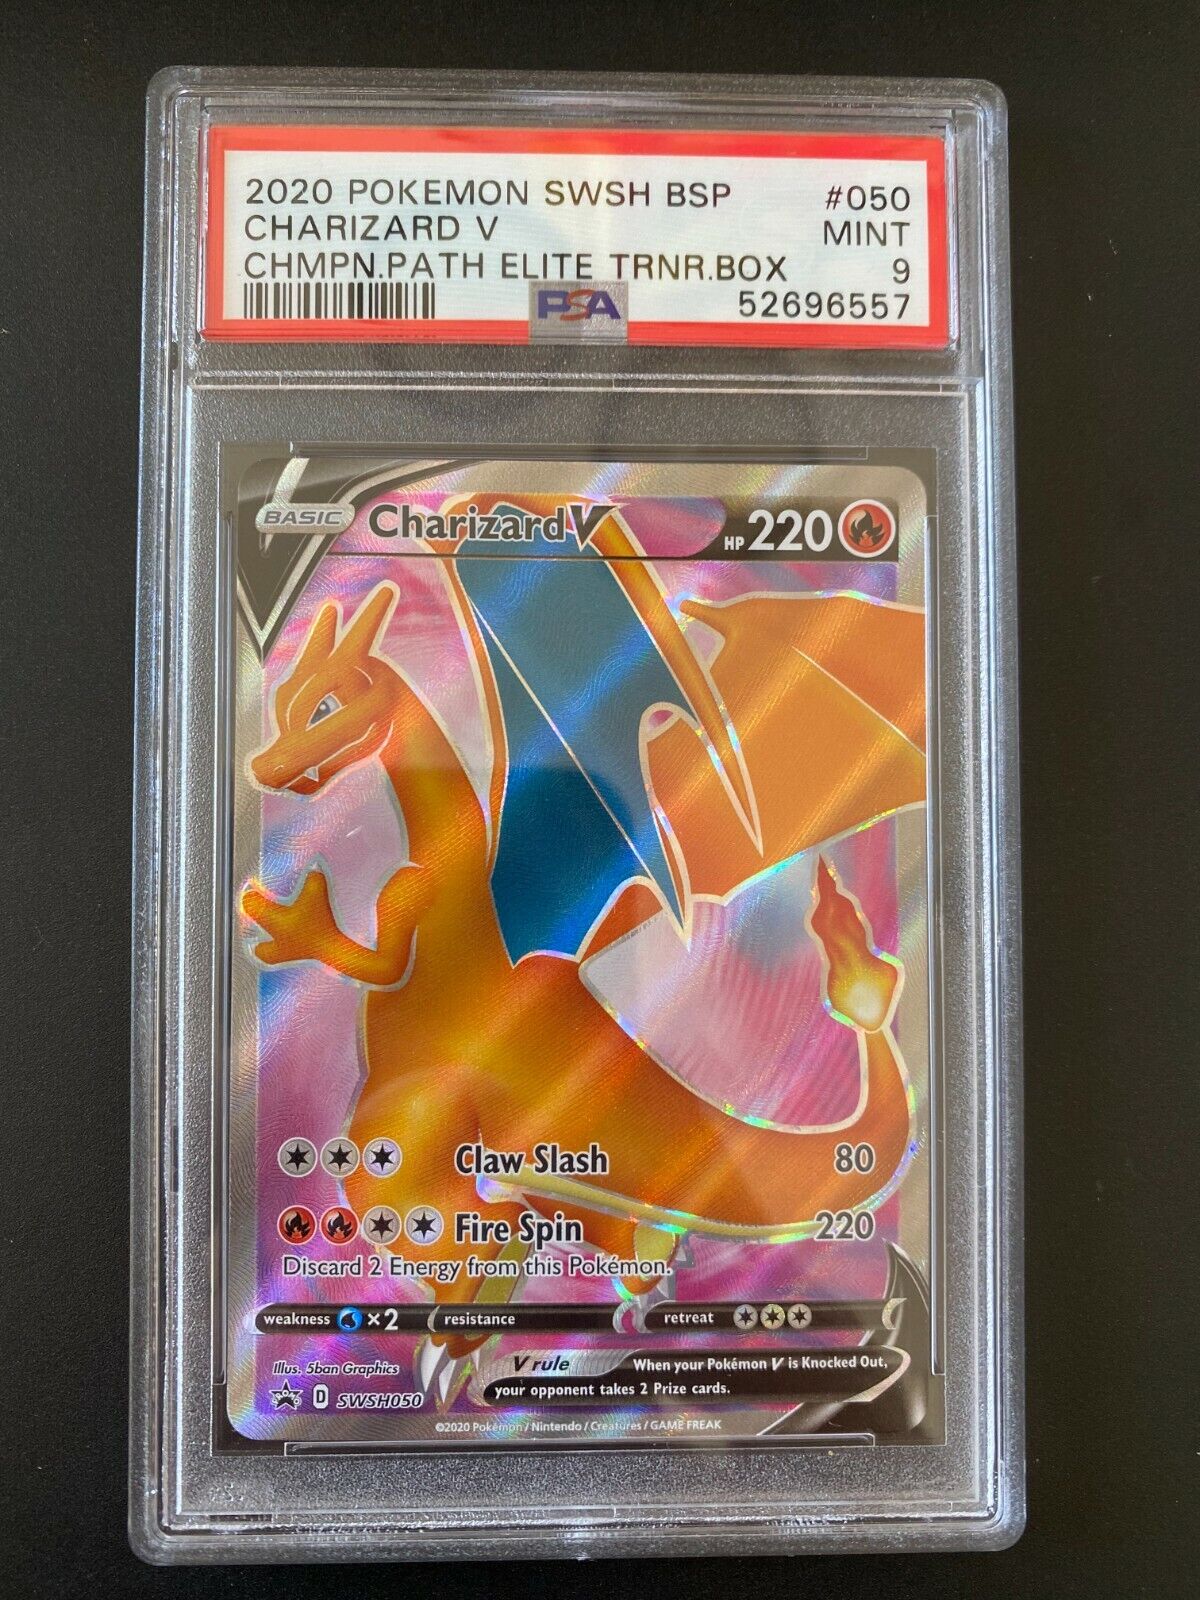 2020 POKEMON SWSH BSP #050
CHARIZARD V MINT
CHMPN.PATH ELITE TRNR.BOX 9
PSA 52696557
BASIC Charizard V HP 220
Claw Slash 80
Fire Spin 220
Discard 2 Energy from this Pokémon.
weakness ×2 resistance retreat
Illus. 5ban Graphics V rule When your Pokémon V is Knocked Out,
your opponent takes 2 Prize cards.
PROMO D SWSH050
©2020 Pokémon / Nintendo / Creatures / GAME FREAK